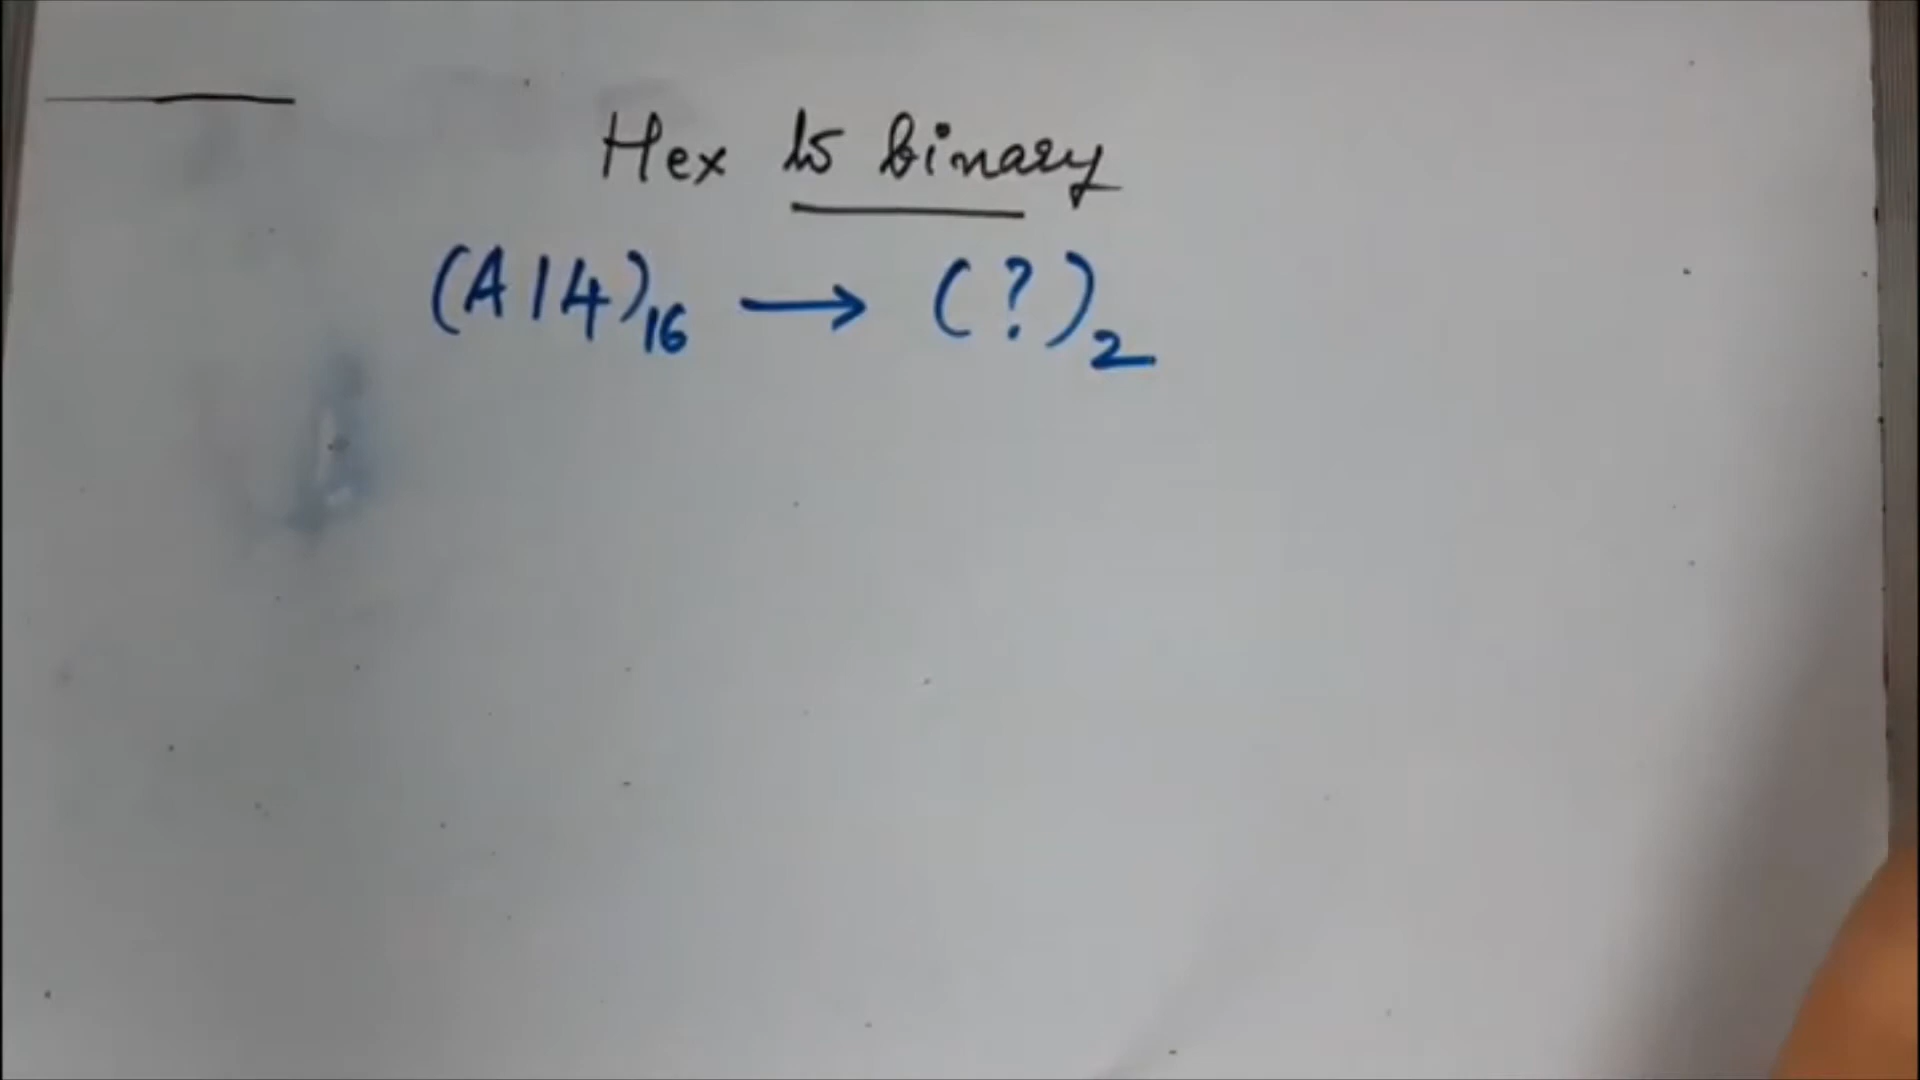 Hex to binary
(A14)₁₆ → (?)₂